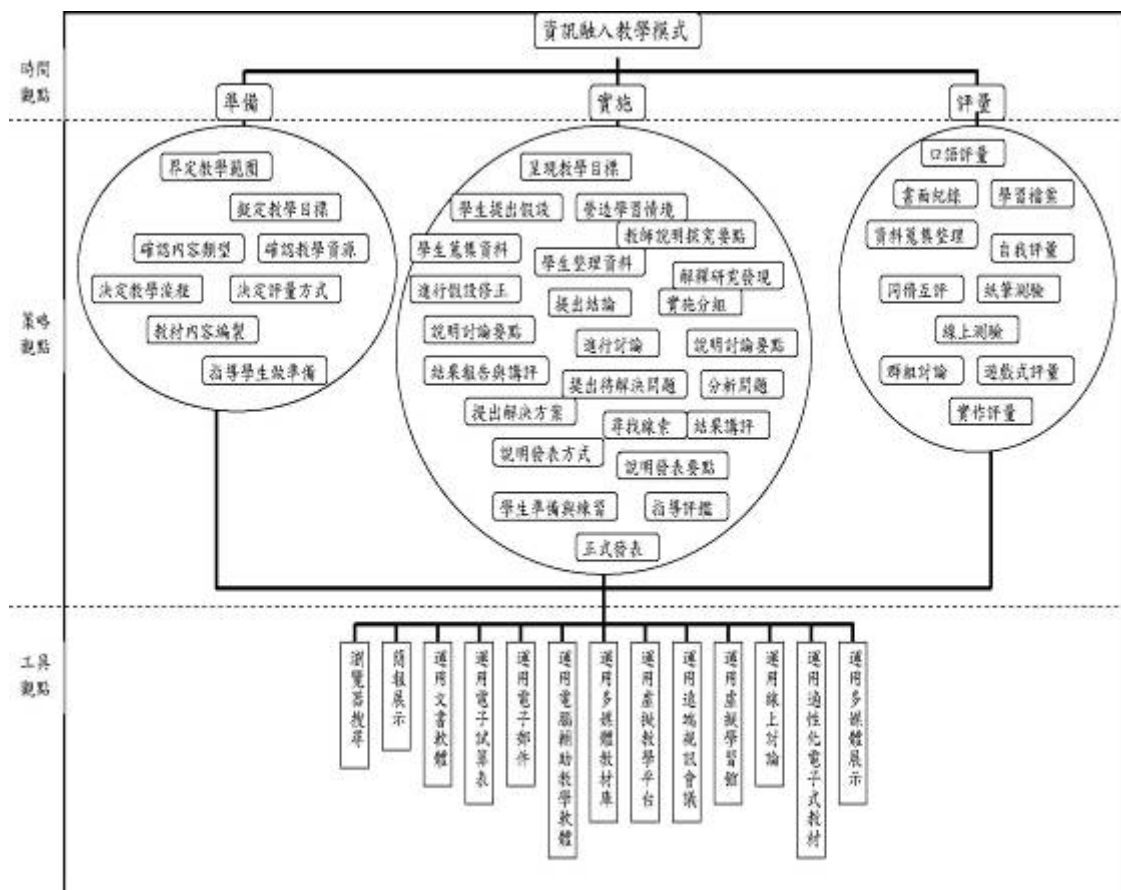 資訊融入教學模式
時間
觀點
準備
實施
評量
策略
觀點
界定教學範圍
擬定教學目標
確認內容類型
確認教學資源
決定教學流程
決定評量方式
教材內容編製
指導學生做準備
呈現教學目標
學生提出假設
營造學習情境
教師說明探究要點
學生蒐集資料
學生整理資料
解釋研究發現
進行假設修正
提出結論
實施分組
說明討論要點
進行討論
說明討論要點
結果報告與講評
提出待解決問題
分析問題
提出解決方案
尋找線索
結果講評
說明發表方式
說明發表要點
學生準備與練習
指導評鑑
正式發表
口語評量
書面紀錄
學習檔案
資料蒐集整理
自我評量
同儕互評
紙筆測驗
線上測驗
群組討論
遊戲式評量
實作評量
工具
觀點
瀏覽器搜尋
簡報展示
運用文書軟體
運用電子試算表
運用電子郵件
運用電腦輔助教學軟體
運用多媒體教材庫
運用虛擬教學平台
運用遠端視訊會議
運用虛擬學習館
運用線上討論
運用適性化電子式教材
運用多媒體展示